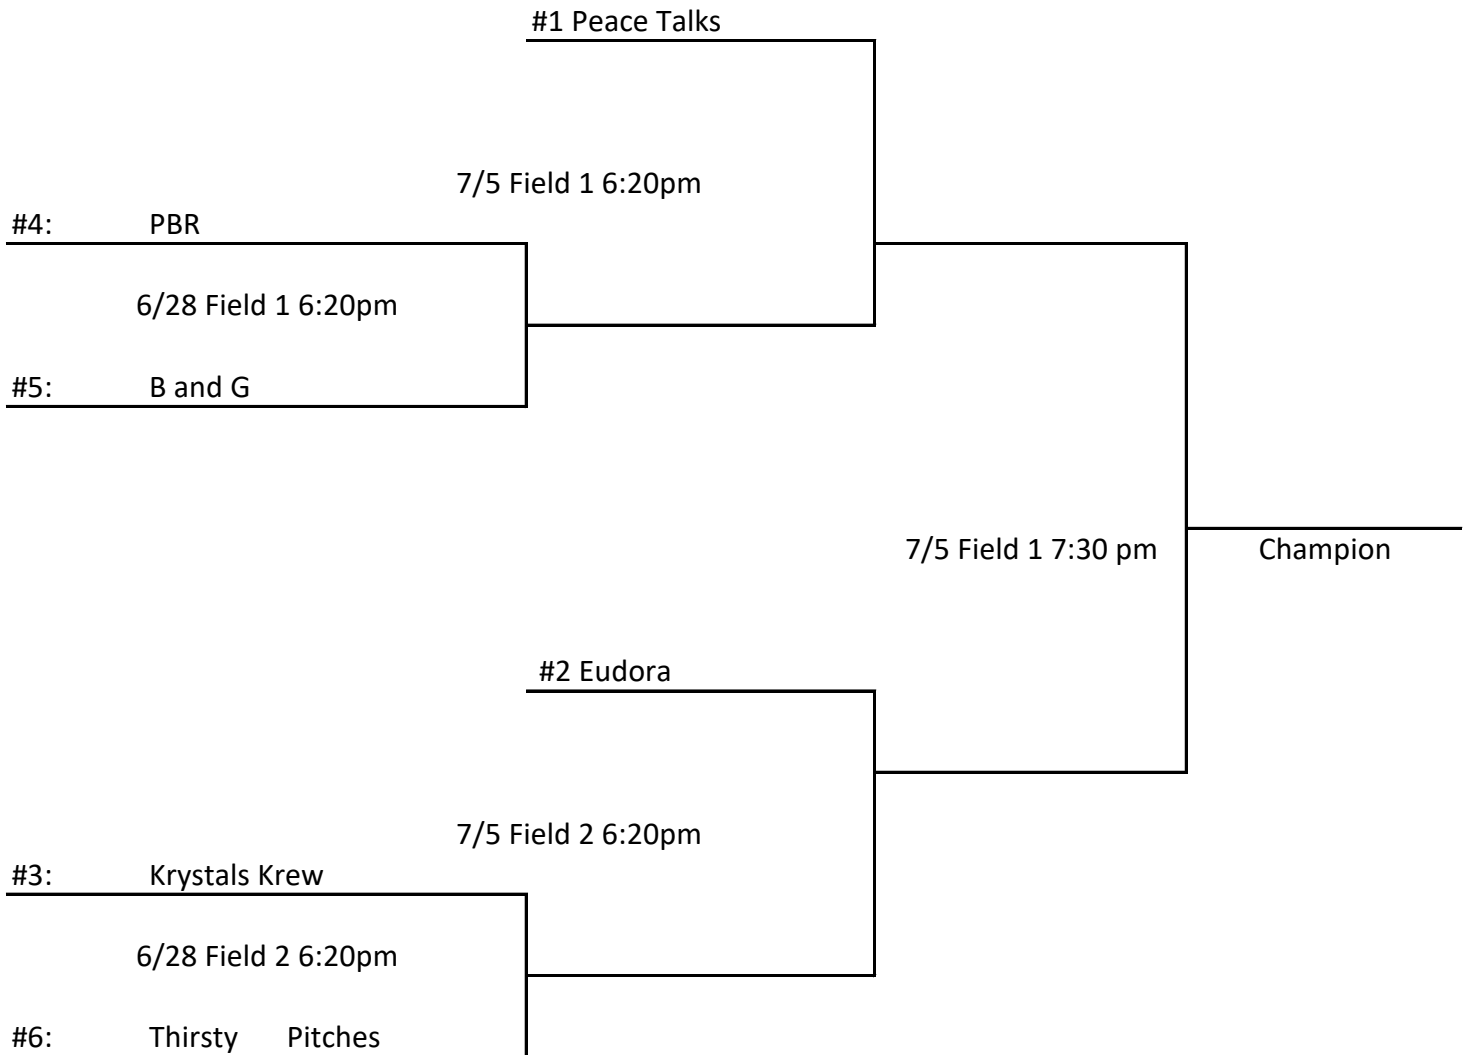 #1 Peace Talks
7/5 Field 1 6:20pm
#4: PBR
6/28 Field 1 6:20pm
#5: B and G
7/5 Field 1 7:30 pm
Champion
#2 Eudora
7/5 Field 2 6:20pm
#3: Krystals Krew
6/28 Field 2 6:20pm
#6: Thirsty Pitches